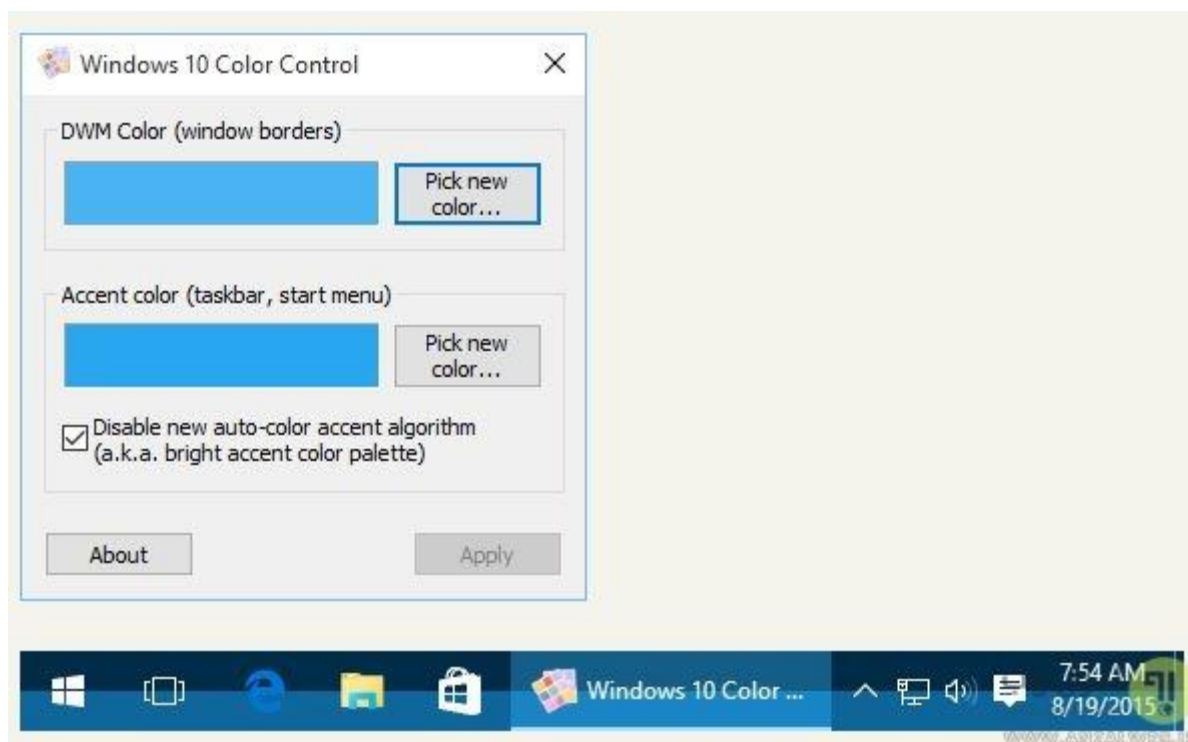 Windows 10 Color Control
DWM Color (window borders)
Pick new
color...
Accent color (taskbar, start menu)
Pick new
color...
Disable new auto-color accent algorithm
(a.k.a. bright accent color palette)
About
Apply
Windows 10 Color ...
7:54 AM
8/19/2015